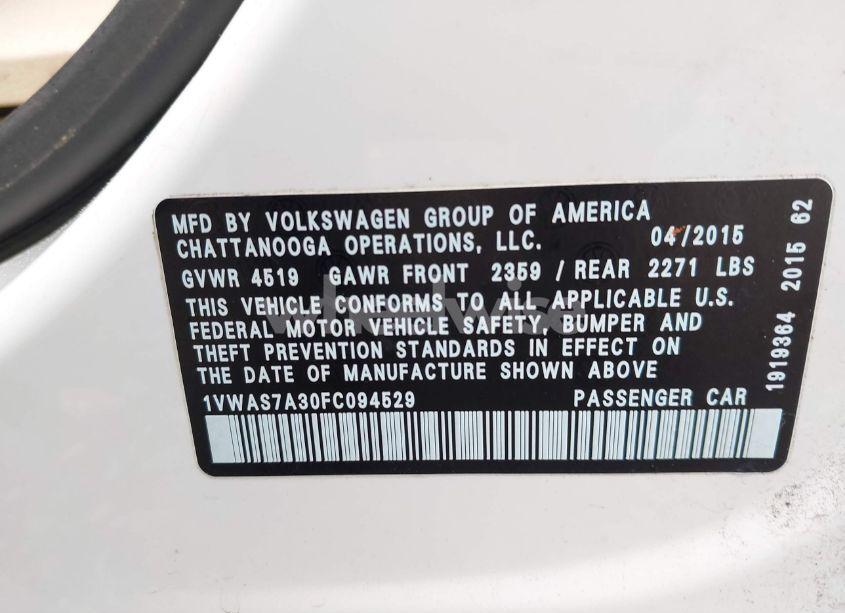 MFD BY VOLKSWAGEN GROUP OF AMERICA
CHATTANOOGA OPERATIONS, LLC. 04/2015
GVWR 4519 GAWR FRONT 2359 / REAR 2271 LBS
THIS VEHICLE CONFORMS TO ALL APPLICABLE U.S.
FEDERAL MOTOR VEHICLE SAFETY, BUMPER AND
THEFT PREVENTION STANDARDS IN EFFECT ON
THE DATE OF MANUFACTURE SHOWN ABOVE
1VWAS7A30FC094529 PASSENGER CAR
1919364 2015 62
wheelwise